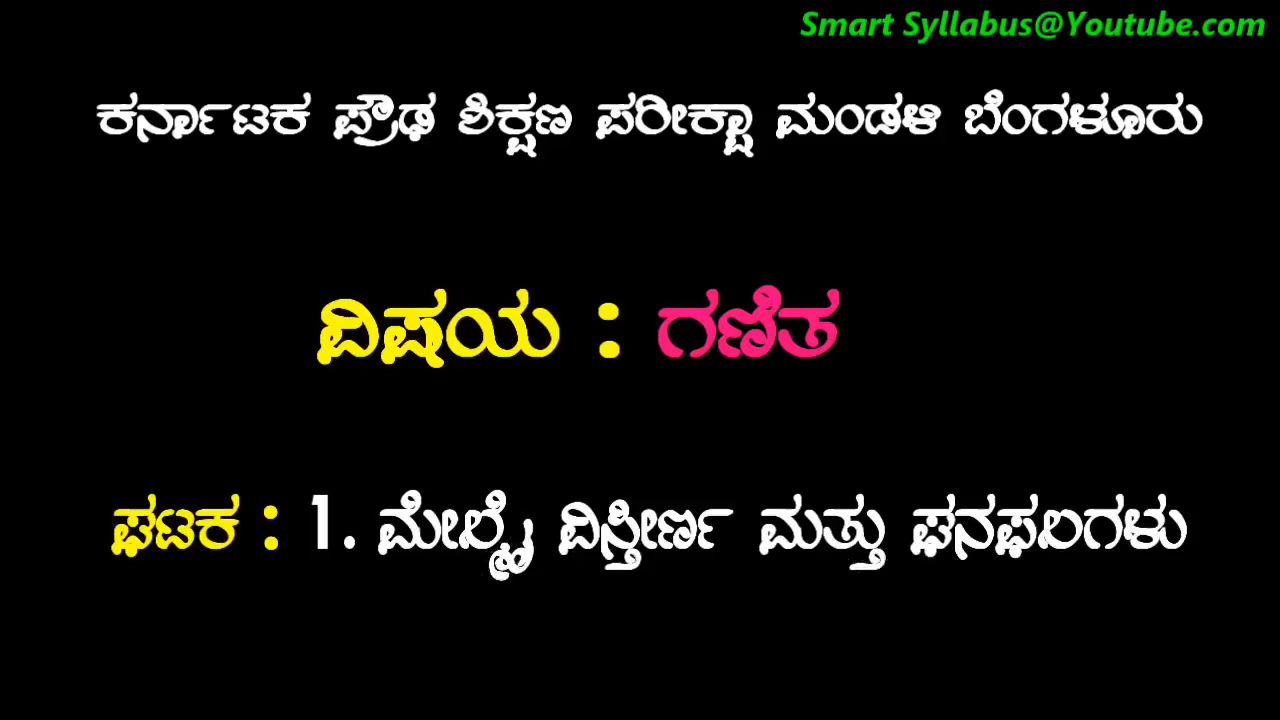 Smart Syllabus@Youtube.com
ಕರ್ನಾಟಕ ಪ್ರೌಢ ಶಿಕ್ಷಣ ಪರೀಕ್ಷಾ ಮಂಡಳಿ ಬೆಂಗಳೂರು
ವಿಷಯ : ಗಣಿತ
ಘಟಕ : 1. ಮೇಲ್ಮೈ ವಿಸ್ತೀರ್ಣ ಮತ್ತು ಘನಫಲಗಳು